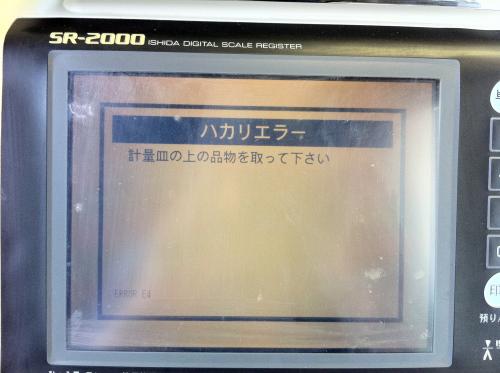 SR-2000 ISHIDA DIGITAL SCALE REGISTER
ハカリエラー
計量皿の上の品物を取って下さい
ERROR E4
預り